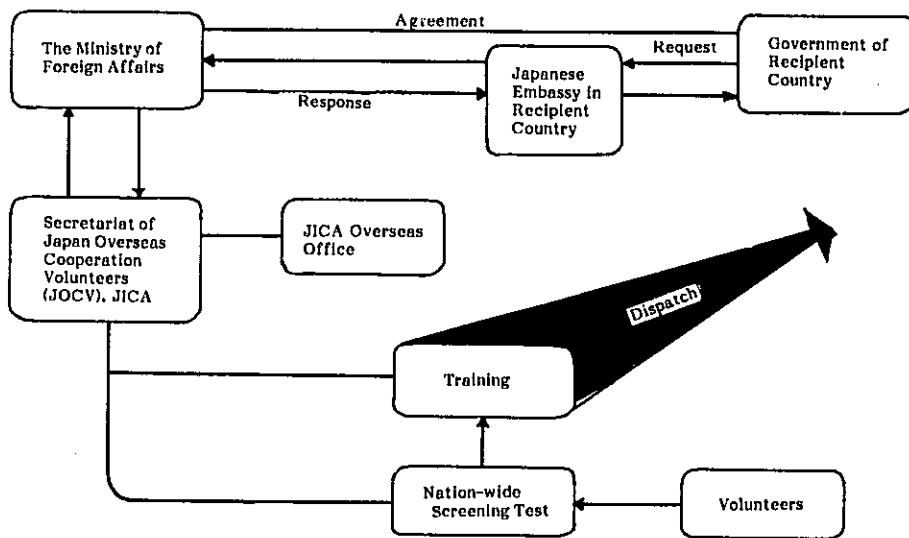 Agreement
The Ministry of
Foreign Affairs
Request
Government of
Recipient
Country
Japanese
Embassy in
Recipient
Country
Response
Secretariat of
Japan Overseas
Cooperation
Volunteers
(JOCV), JICA
JICA Overseas
Office
Dispatch
Training
Nation-wide
Screening Test
Volunteers